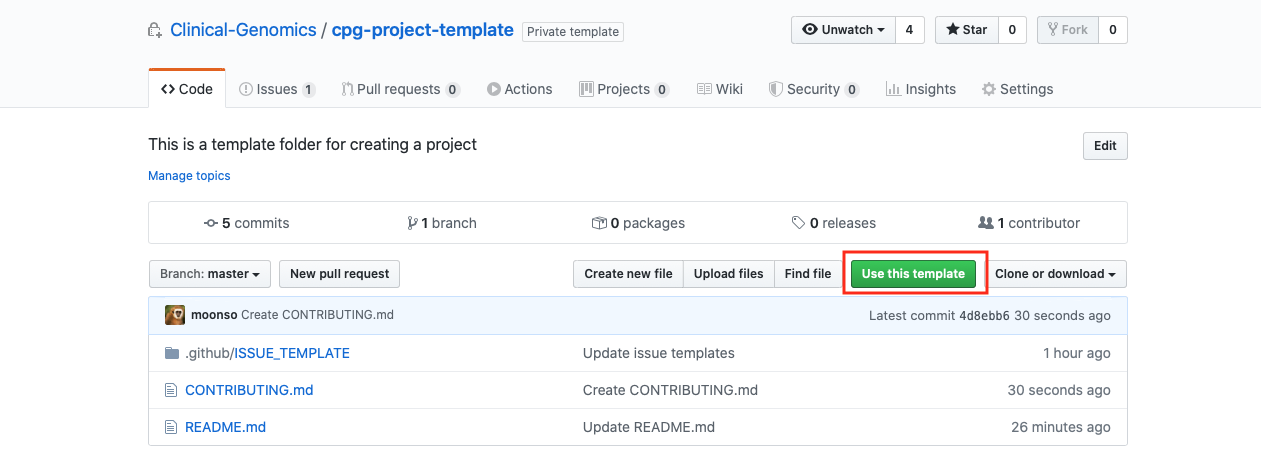 Clinical-Genomics / cpg-project-template Private template Unwatch 4 Star 0 Fork 0
Code Issues 1 Pull requests 0 Actions Projects 0 Wiki Security 0 Insights Settings
This is a template folder for creating a project Edit
Manage topics
5 commits 1 branch 0 packages 0 releases 1 contributor
Branch: master New pull request Create new file Upload files Find file Use this template Clone or download
moonso Create CONTRIBUTING.md Latest commit 4d8ebb6 30 seconds ago
.github/ISSUE_TEMPLATE Update issue templates 1 hour ago
CONTRIBUTING.md Create CONTRIBUTING.md 30 seconds ago
README.md Update README.md 26 minutes ago